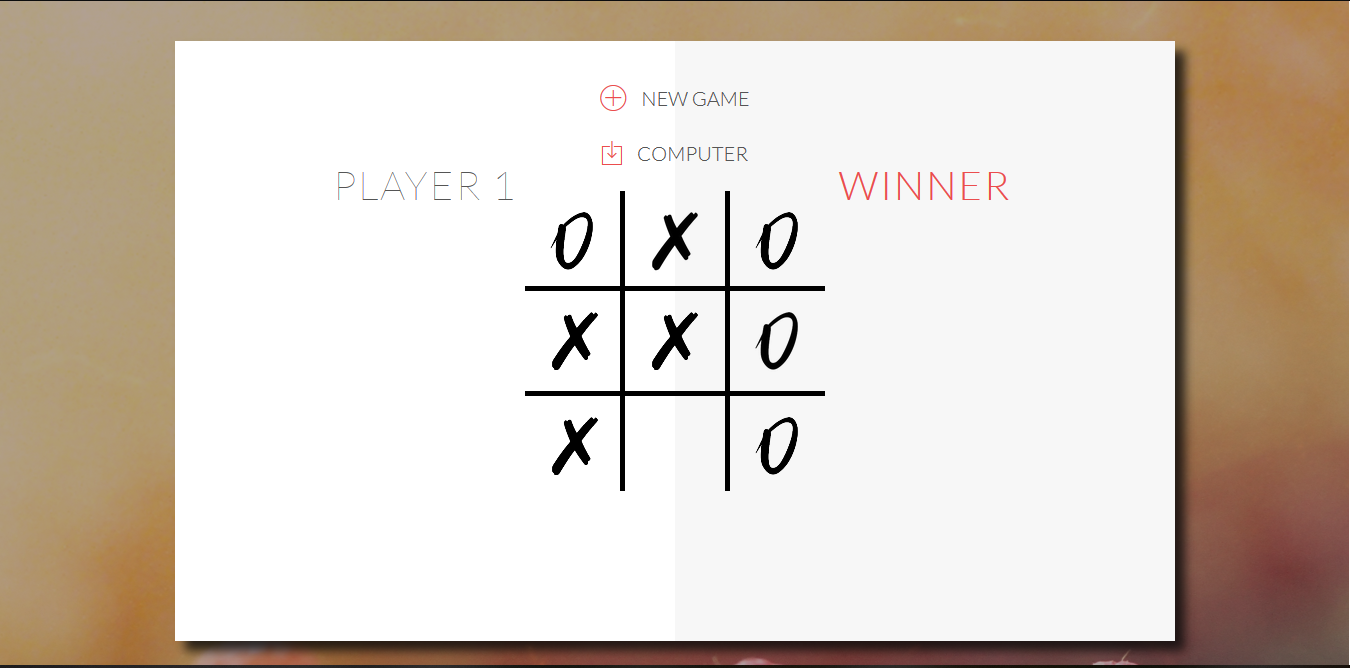 NEW GAME
COMPUTER
PLAYER 1
WINNER
O X O
X X O
X O